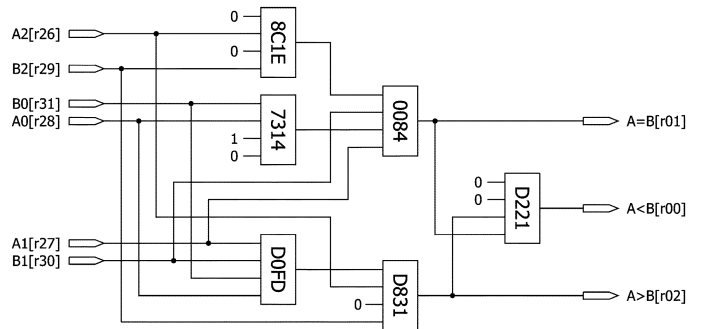 0
A2[r26]
0
B2[r29]
8C1E
B0[r31]
A0[r28]
1
0
7314
0084
A=B[r01]
0
0
D221
A<B[r00]
A1[r27]
B1[r30]
D0FD
0
D831
A>B[r02]